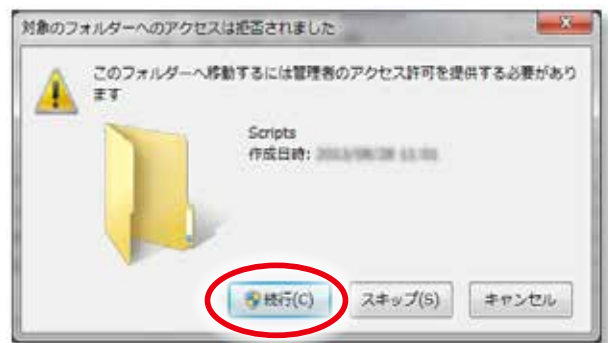 対象のフォルダーへのアクセスは拒否されました
このフォルダーへ移動するには管理者のアクセス許可を提供する必要があり
ます
Scripts
作成日時:
続行(C)
スキップ(S)
キャンセル